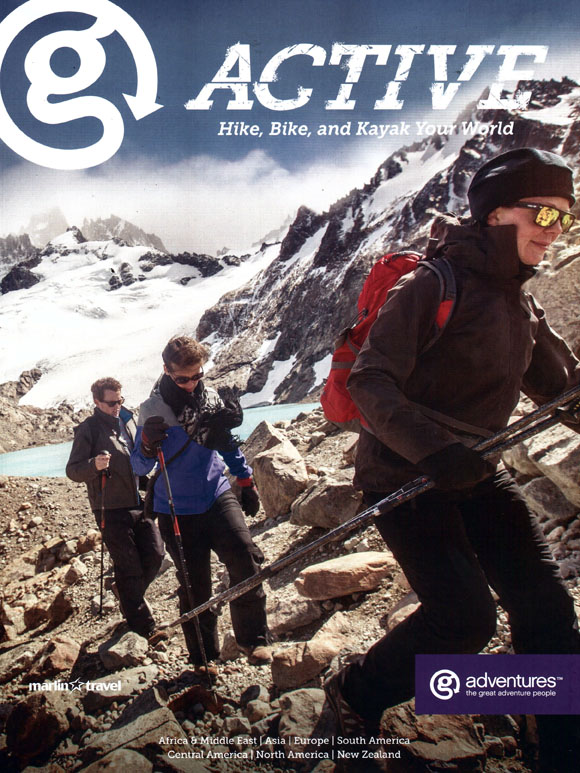 g
ACTIVE
Hike, Bike, and Kayak Your World
marlin travel
g adventures™
the great adventure people
Africa & Middle East | Asia | Europe | South America
Central America | North America | New Zealand